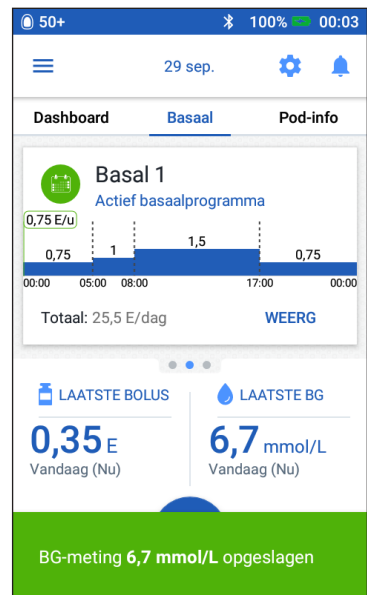 50+ 100% 00:03
29 sep.
Dashboard Basaal Pod-info
Basal 1
Actief basaalprogramma
0,75 E/u
0,75 1 1,5 0,75
00:00 05:00 08:00 17:00 00:00
Totaal: 25,5 E/dag WEERG
LAATSTE BOLUS LAATSTE BG
0,35 E 6,7 mmol/L
Vandaag (Nu) Vandaag (Nu)
BG-meting 6,7 mmol/L opgeslagen